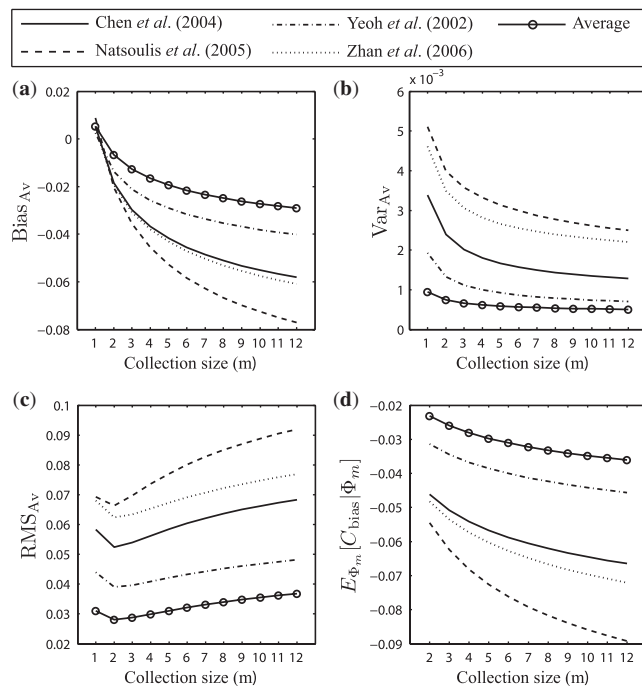 Chen et al. (2004)
Yeoh et al. (2002)
Average
Natsoulis et al. (2005)
Zhan et al. (2006)
(a)
0.02
0
−0.02
−0.04
−0.06
−0.08
Bias_Av
1 2 3 4 5 6 7 8 9 10 11 12
Collection size (m)
(b)
x 10⁻³
6
5
4
3
2
1
0
Var_Av
1 2 3 4 5 6 7 8 9 10 11 12
Collection size (m)
(c)
0.1
0.09
0.08
0.07
0.06
0.05
0.04
0.03
0.02
RMS_Av
1 2 3 4 5 6 7 8 9 10 11 12
Collection size (m)
(d)
−0.02
−0.03
−0.04
−0.05
−0.06
−0.07
−0.08
−0.09
E_Φm[C_bias|Φ_m]
2 3 4 5 6 7 8 9 10 11 12
Collection size (m)